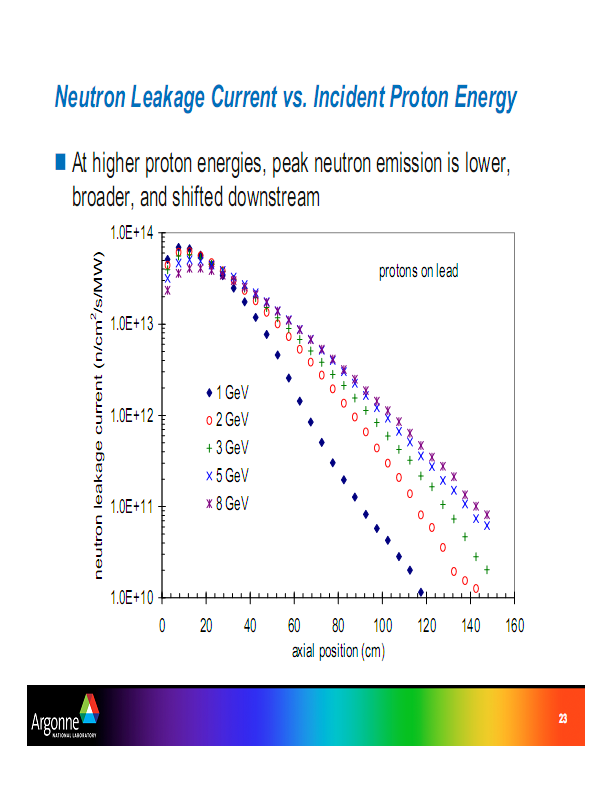 Neutron Leakage Current vs. Incident Proton Energy
■ At higher proton energies, peak neutron emission is lower,
broader, and shifted downstream
1.0E+14
protons on lead
1.0E+13
neutron leakage current (n/cm²/s/MW)
1 GeV
1.0E+12
2 GeV
3 GeV
5 GeV
1.0E+11
8 GeV
1.0E+10
0 20 40 60 80 100 120 140 160
axial position (cm)
Argonne
NATIONAL LABORATORY
23